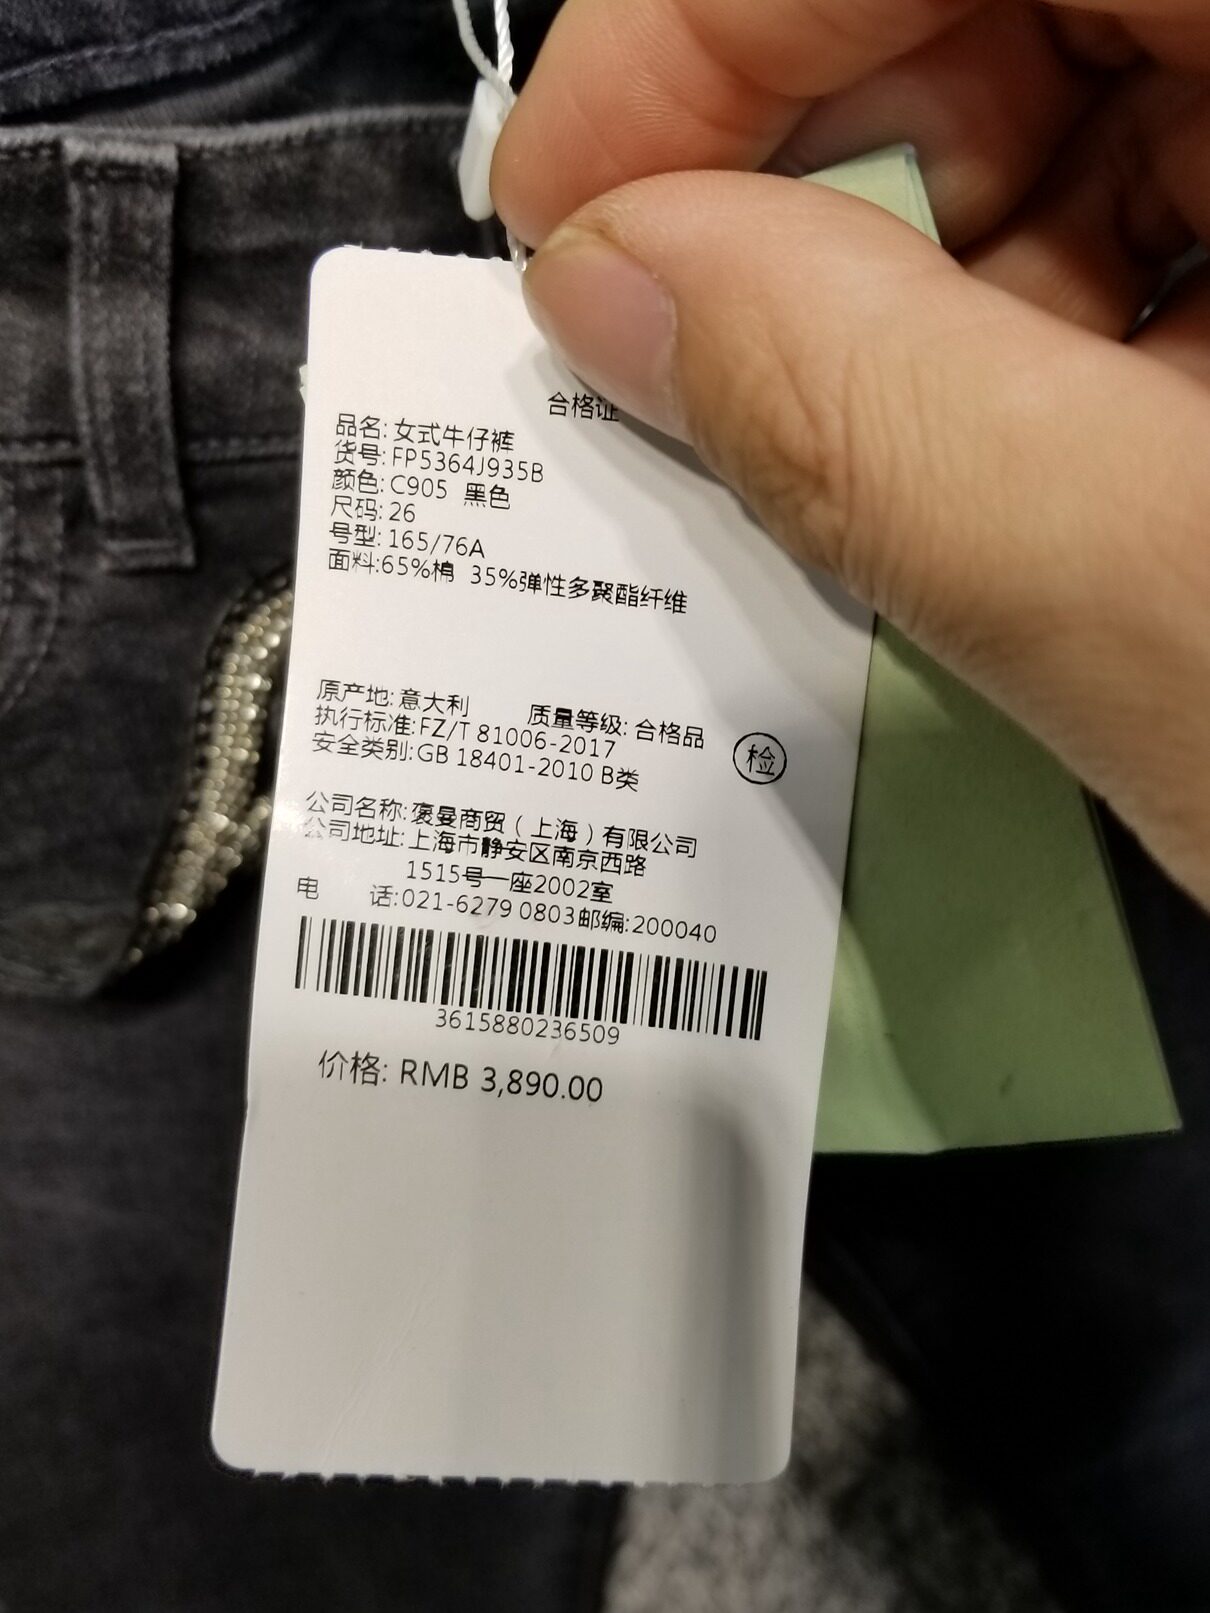 合格证
品名: 女式牛仔裤
货号: FP5364J935B
颜色: C905 黑色
尺码: 26
号型: 165/76A
面料:65%棉 35%弹性多聚酯纤维
原产地: 意大利 质量等级: 合格品
执行标准:FZ/T 81006-2017
安全类别:GB 18401-2010 B类
检
公司名称: 褒曼商贸（上海）有限公司
公司地址: 上海市静安区南京西路
1515号一座2002室
电 话:021-6279 0803邮编:200040
3615880236509
价格: RMB 3,890.00